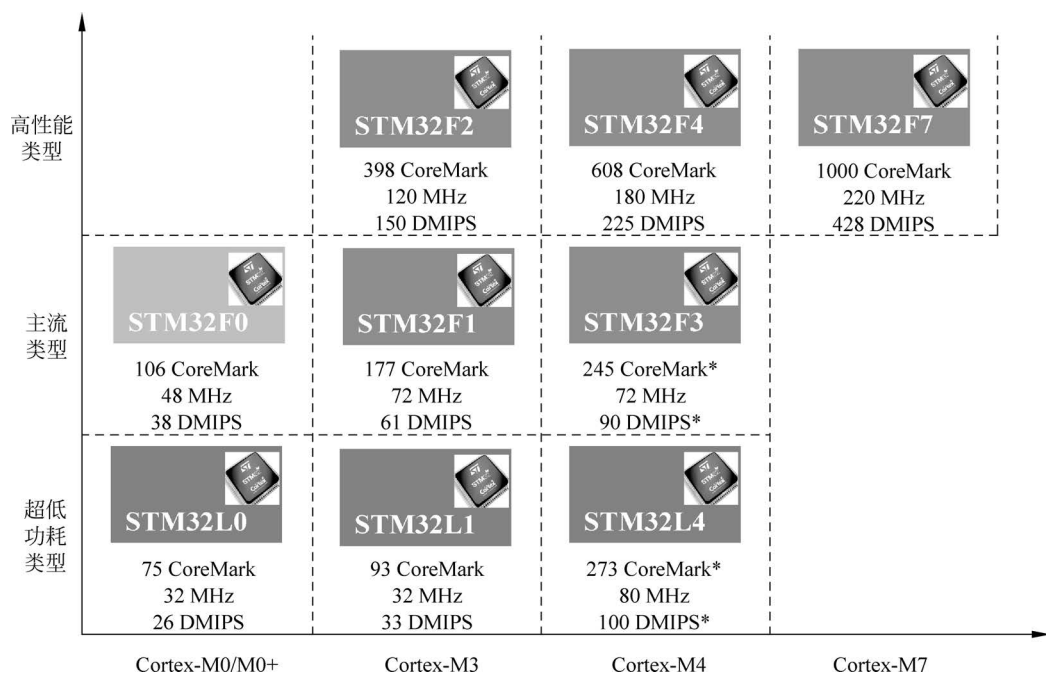 高性能
类型
STM32F2
398 CoreMark
120 MHz
150 DMIPS
STM32F4
608 CoreMark
180 MHz
225 DMIPS
STM32F7
1000 CoreMark
220 MHz
428 DMIPS
主流
类型
STM32F0
106 CoreMark
48 MHz
38 DMIPS
STM32F1
177 CoreMark
72 MHz
61 DMIPS
STM32F3
245 CoreMark*
72 MHz
90 DMIPS*
超低
功耗
类型
STM32L0
75 CoreMark
32 MHz
26 DMIPS
STM32L1
93 CoreMark
32 MHz
33 DMIPS
STM32L4
273 CoreMark*
80 MHz
100 DMIPS*
Cortex-M0/M0+
Cortex-M3
Cortex-M4
Cortex-M7